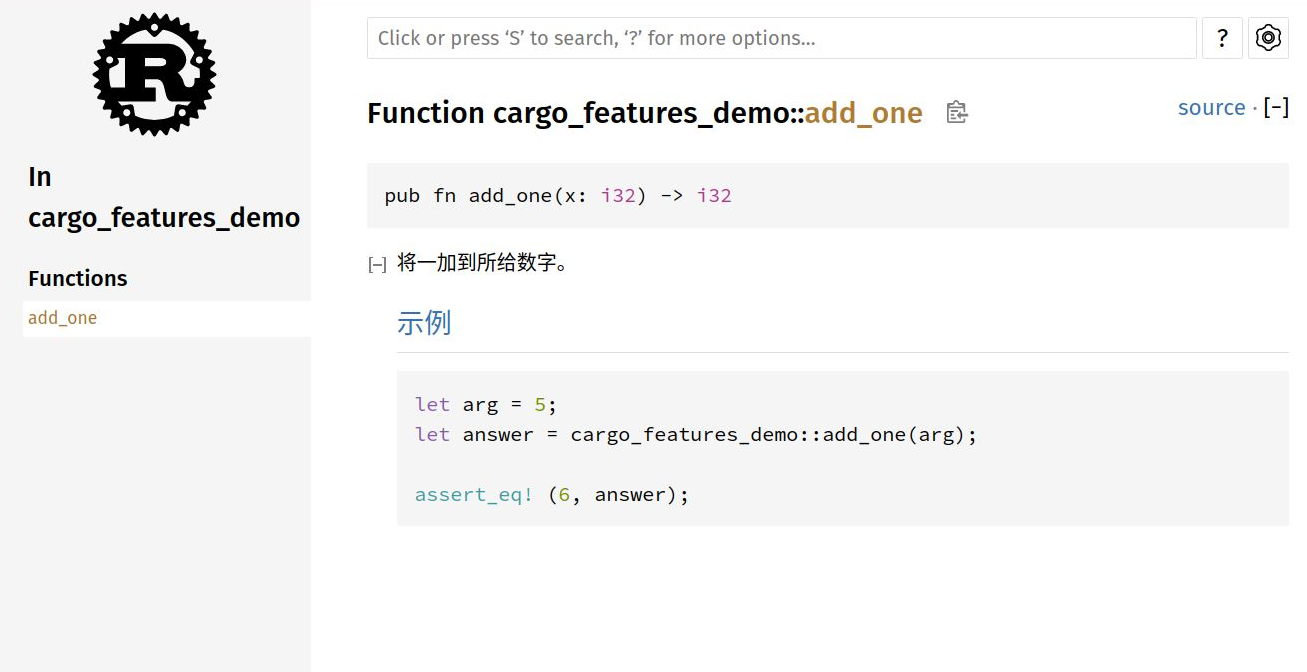 R
In
cargo_features_demo
Functions
add_one
Click or press ‘S’ to search, ‘?’ for more options…
?
Function cargo_features_demo::add_one
source · [−]
pub fn add_one(x: i32) -> i32
[−] 将一加到所给数字。
示例
let arg = 5;
let answer = cargo_features_demo::add_one(arg);
assert_eq! (6, answer);